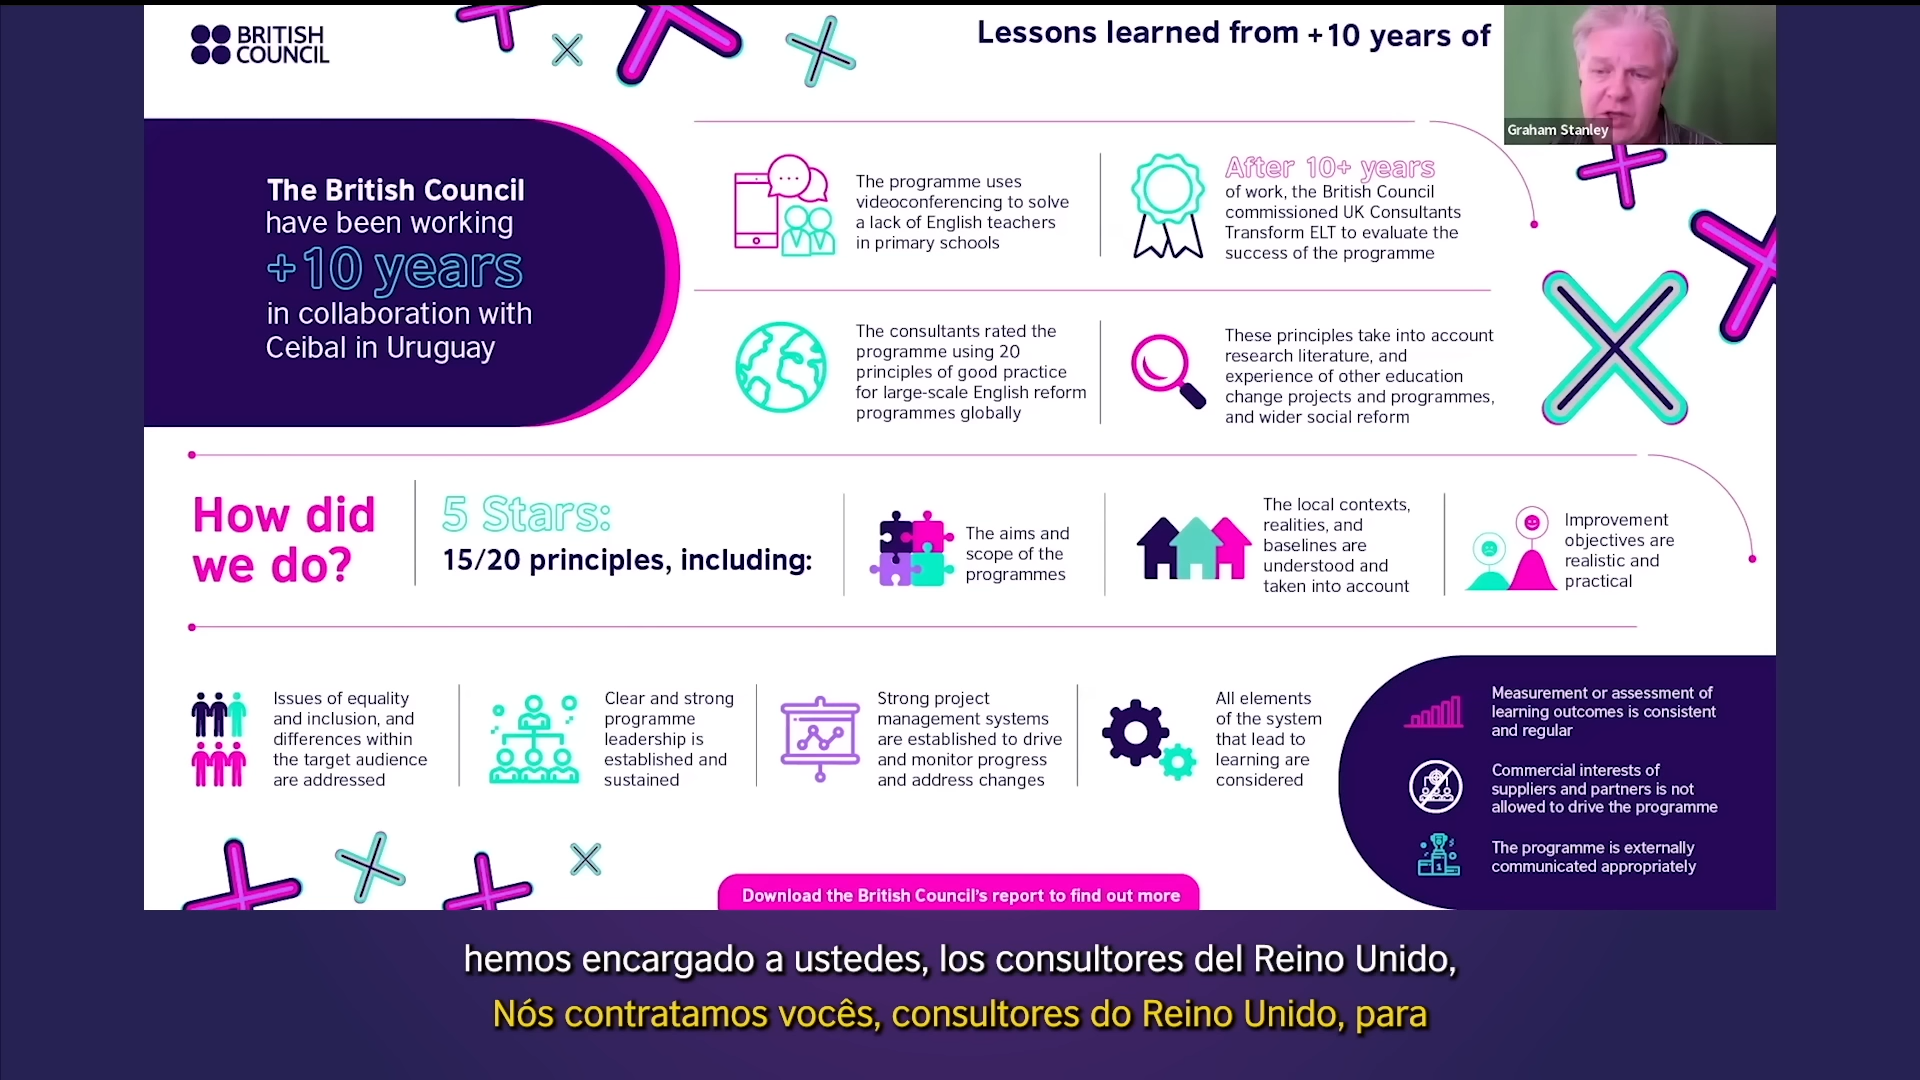 BRITISH
COUNCIL
Lessons learned from +10 years of
Graham Stanley
The British Council
have been working
+10 years
in collaboration with
Ceibal in Uruguay
The programme uses
videoconferencing to solve
a lack of English teachers
in primary schools
After 10+ years
of work, the British Council
commissioned UK Consultants
Transform ELT to evaluate the
success of the programme
The consultants rated the
programme using 20
principles of good practice
for large-scale English reform
programmes globally
These principles take into account
research literature, and
experience of other education
change projects and programmes,
and wider social reform
How did
we do?
5 Stars:
15/20 principles, including:
The aims and
scope of the
programmes
The local contexts,
realities, and
baselines are
understood and
taken into account
Improvement
objectives are
realistic and
practical
Issues of equality
and inclusion, and
differences within
the target audience
are addressed
Clear and strong
programme
leadership is
established and
sustained
Strong project
management systems
are established to drive
and monitor progress
and address changes
All elements
of the system
that lead to
learning are
considered
Measurement or assessment of
learning outcomes is consistent
and regular
Commercial interests of
suppliers and partners is not
allowed to drive the programme
1
The programme is externally
communicated appropriately
Download the British Council's report to find out more
hemos encargado a ustedes, los consultores del Reino Unido,
Nós contratamos vocês, consultores do Reino Unido, para